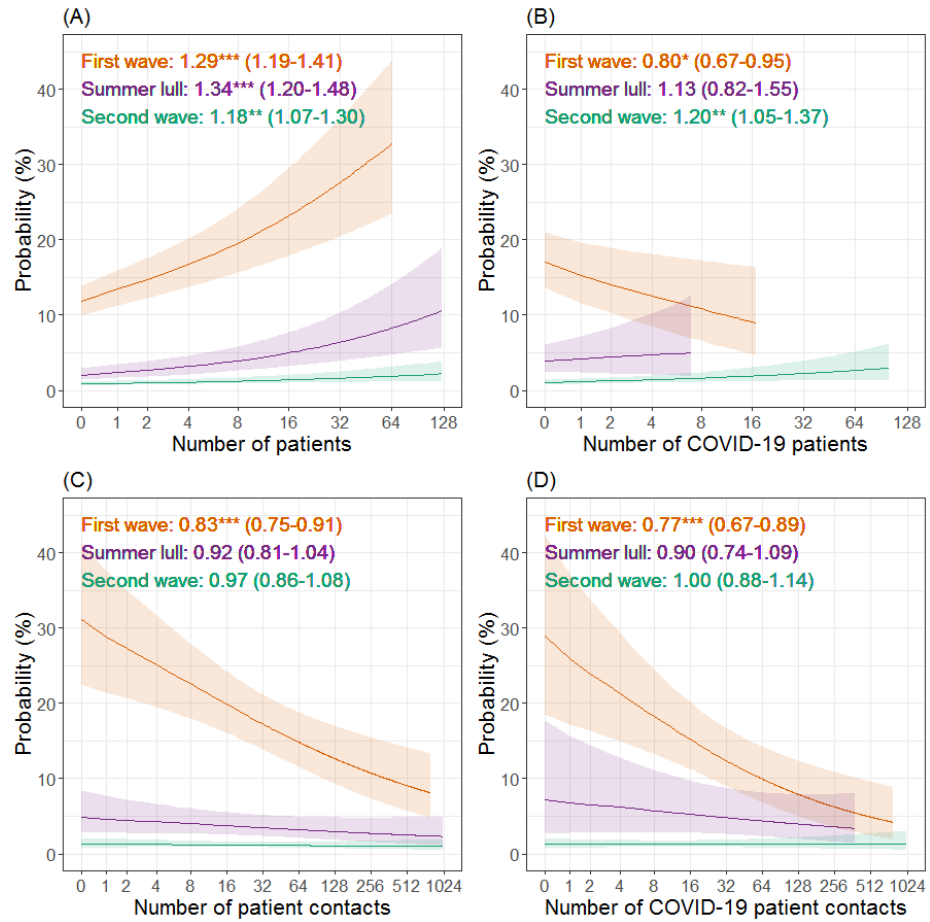 (A)
First wave: 1.29*** (1.19-1.41)
Summer lull: 1.34*** (1.20-1.48)
Second wave: 1.18** (1.07-1.30)
Probability (%)
40
30
20
10
0
0 1 2 4 8 16 32 64 128
Number of patients
(B)
First wave: 0.80* (0.67-0.95)
Summer lull: 1.13 (0.82-1.55)
Second wave: 1.20** (1.05-1.37)
Probability (%)
40
30
20
10
0
0 1 2 4 8 16 32 64 128
Number of COVID-19 patients
(C)
First wave: 0.83*** (0.75-0.91)
Summer lull: 0.92 (0.81-1.04)
Second wave: 0.97 (0.86-1.08)
Probability (%)
40
30
20
10
0
0 1 2 4 8 16 32 64 128 256 512 1024
Number of patient contacts
(D)
First wave: 0.77*** (0.67-0.89)
Summer lull: 0.90 (0.74-1.09)
Second wave: 1.00 (0.88-1.14)
Probability (%)
40
30
20
10
0
0 1 2 4 8 16 32 64 128 256 512 1024
Number of COVID-19 patient contacts